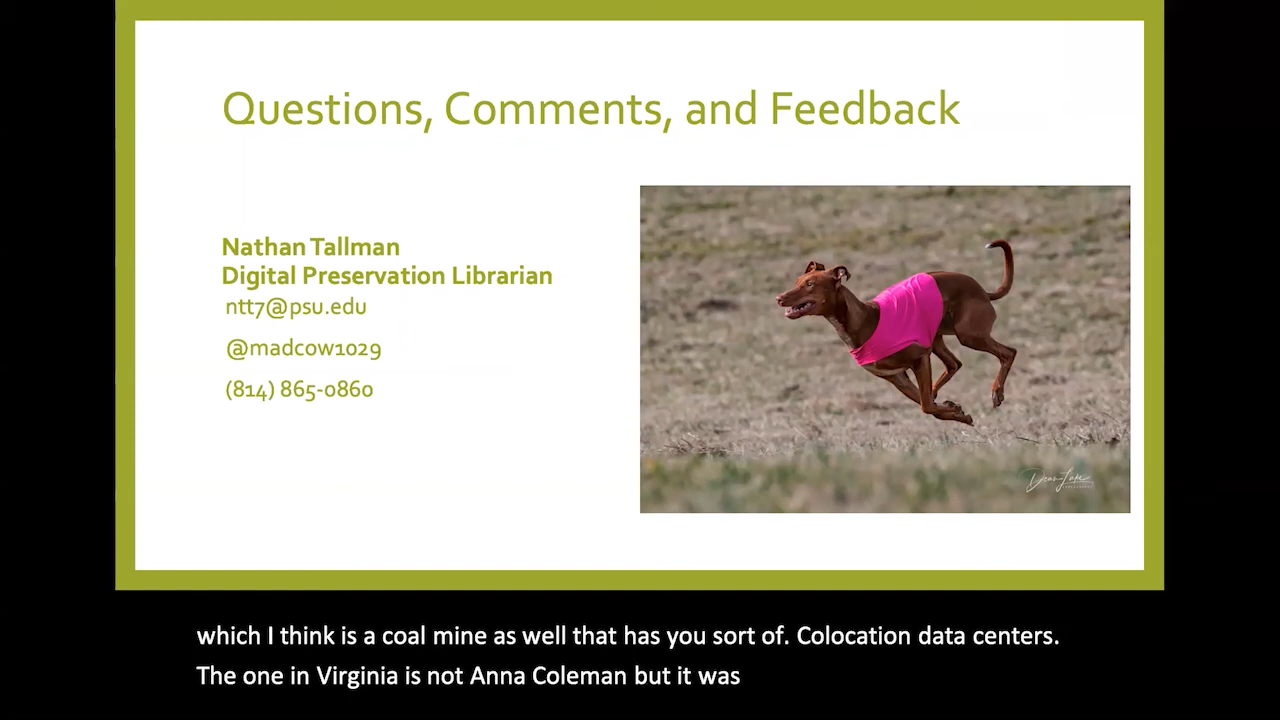 Questions, Comments, and Feedback
Nathan Tallman
Digital Preservation Librarian
ntt7@psu.edu
@madcow1029
(814) 865-0860
which I think is a coal mine as well that has you sort of. Colocation data centers.
The one in Virginia is not Anna Coleman but it was